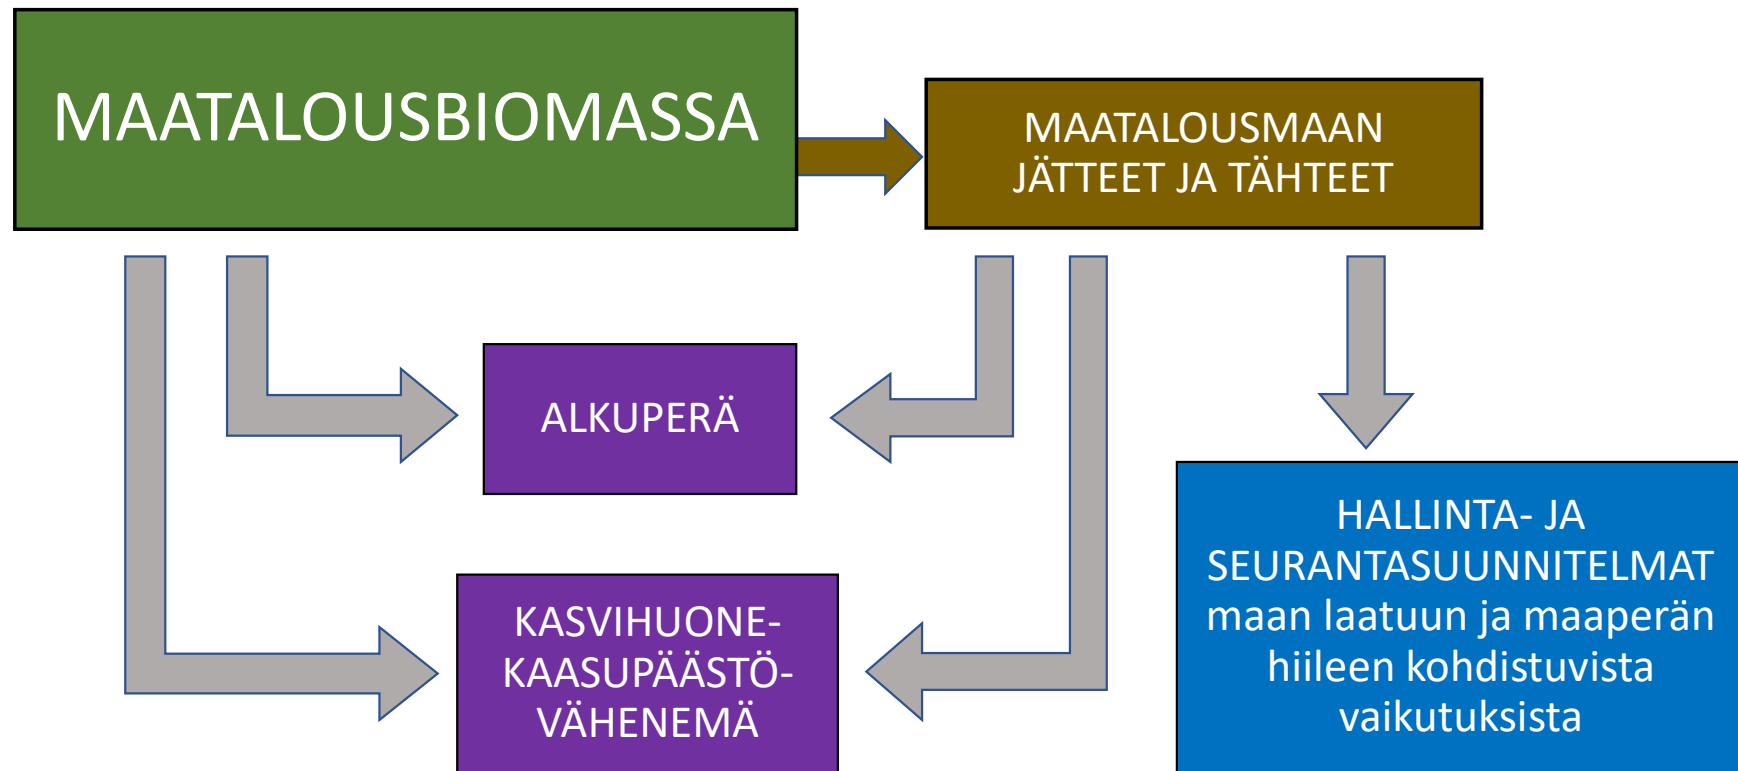 MAATALOUSBIOMASSA
MAATALOUSMAAN
JÄTTEET JA TÄHTEET
ALKUPERÄ
KASVIHUONE-
KAASUPÄÄSTÖ-
VÄHENEMÄ
HALLINTA- JA
SEURANTASUUNNITELMAT
maan laatuun ja maaperän
hiileen kohdistuvista
vaikutuksista